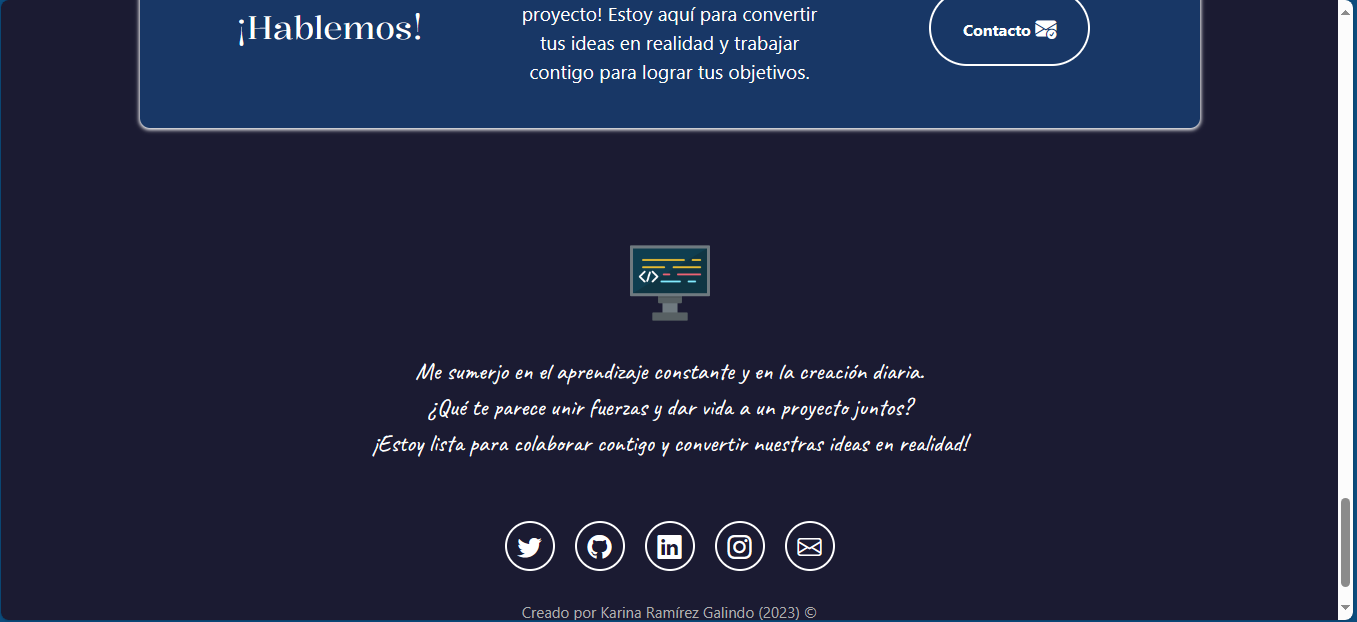 ¡Hablemos!
proyecto! Estoy aquí para convertir
tus ideas en realidad y trabajar
contigo para lograr tus objetivos.
Contacto
</>
Me sumerjo en el aprendizaje constante y en la creación diaria.
¿Qué te parece unir fuerzas y dar vida a un proyecto juntos?
¡Estoy lista para colaborar contigo y convertir nuestras ideas en realidad!
in
Creado por Karina Ramírez Galindo (2023) ©